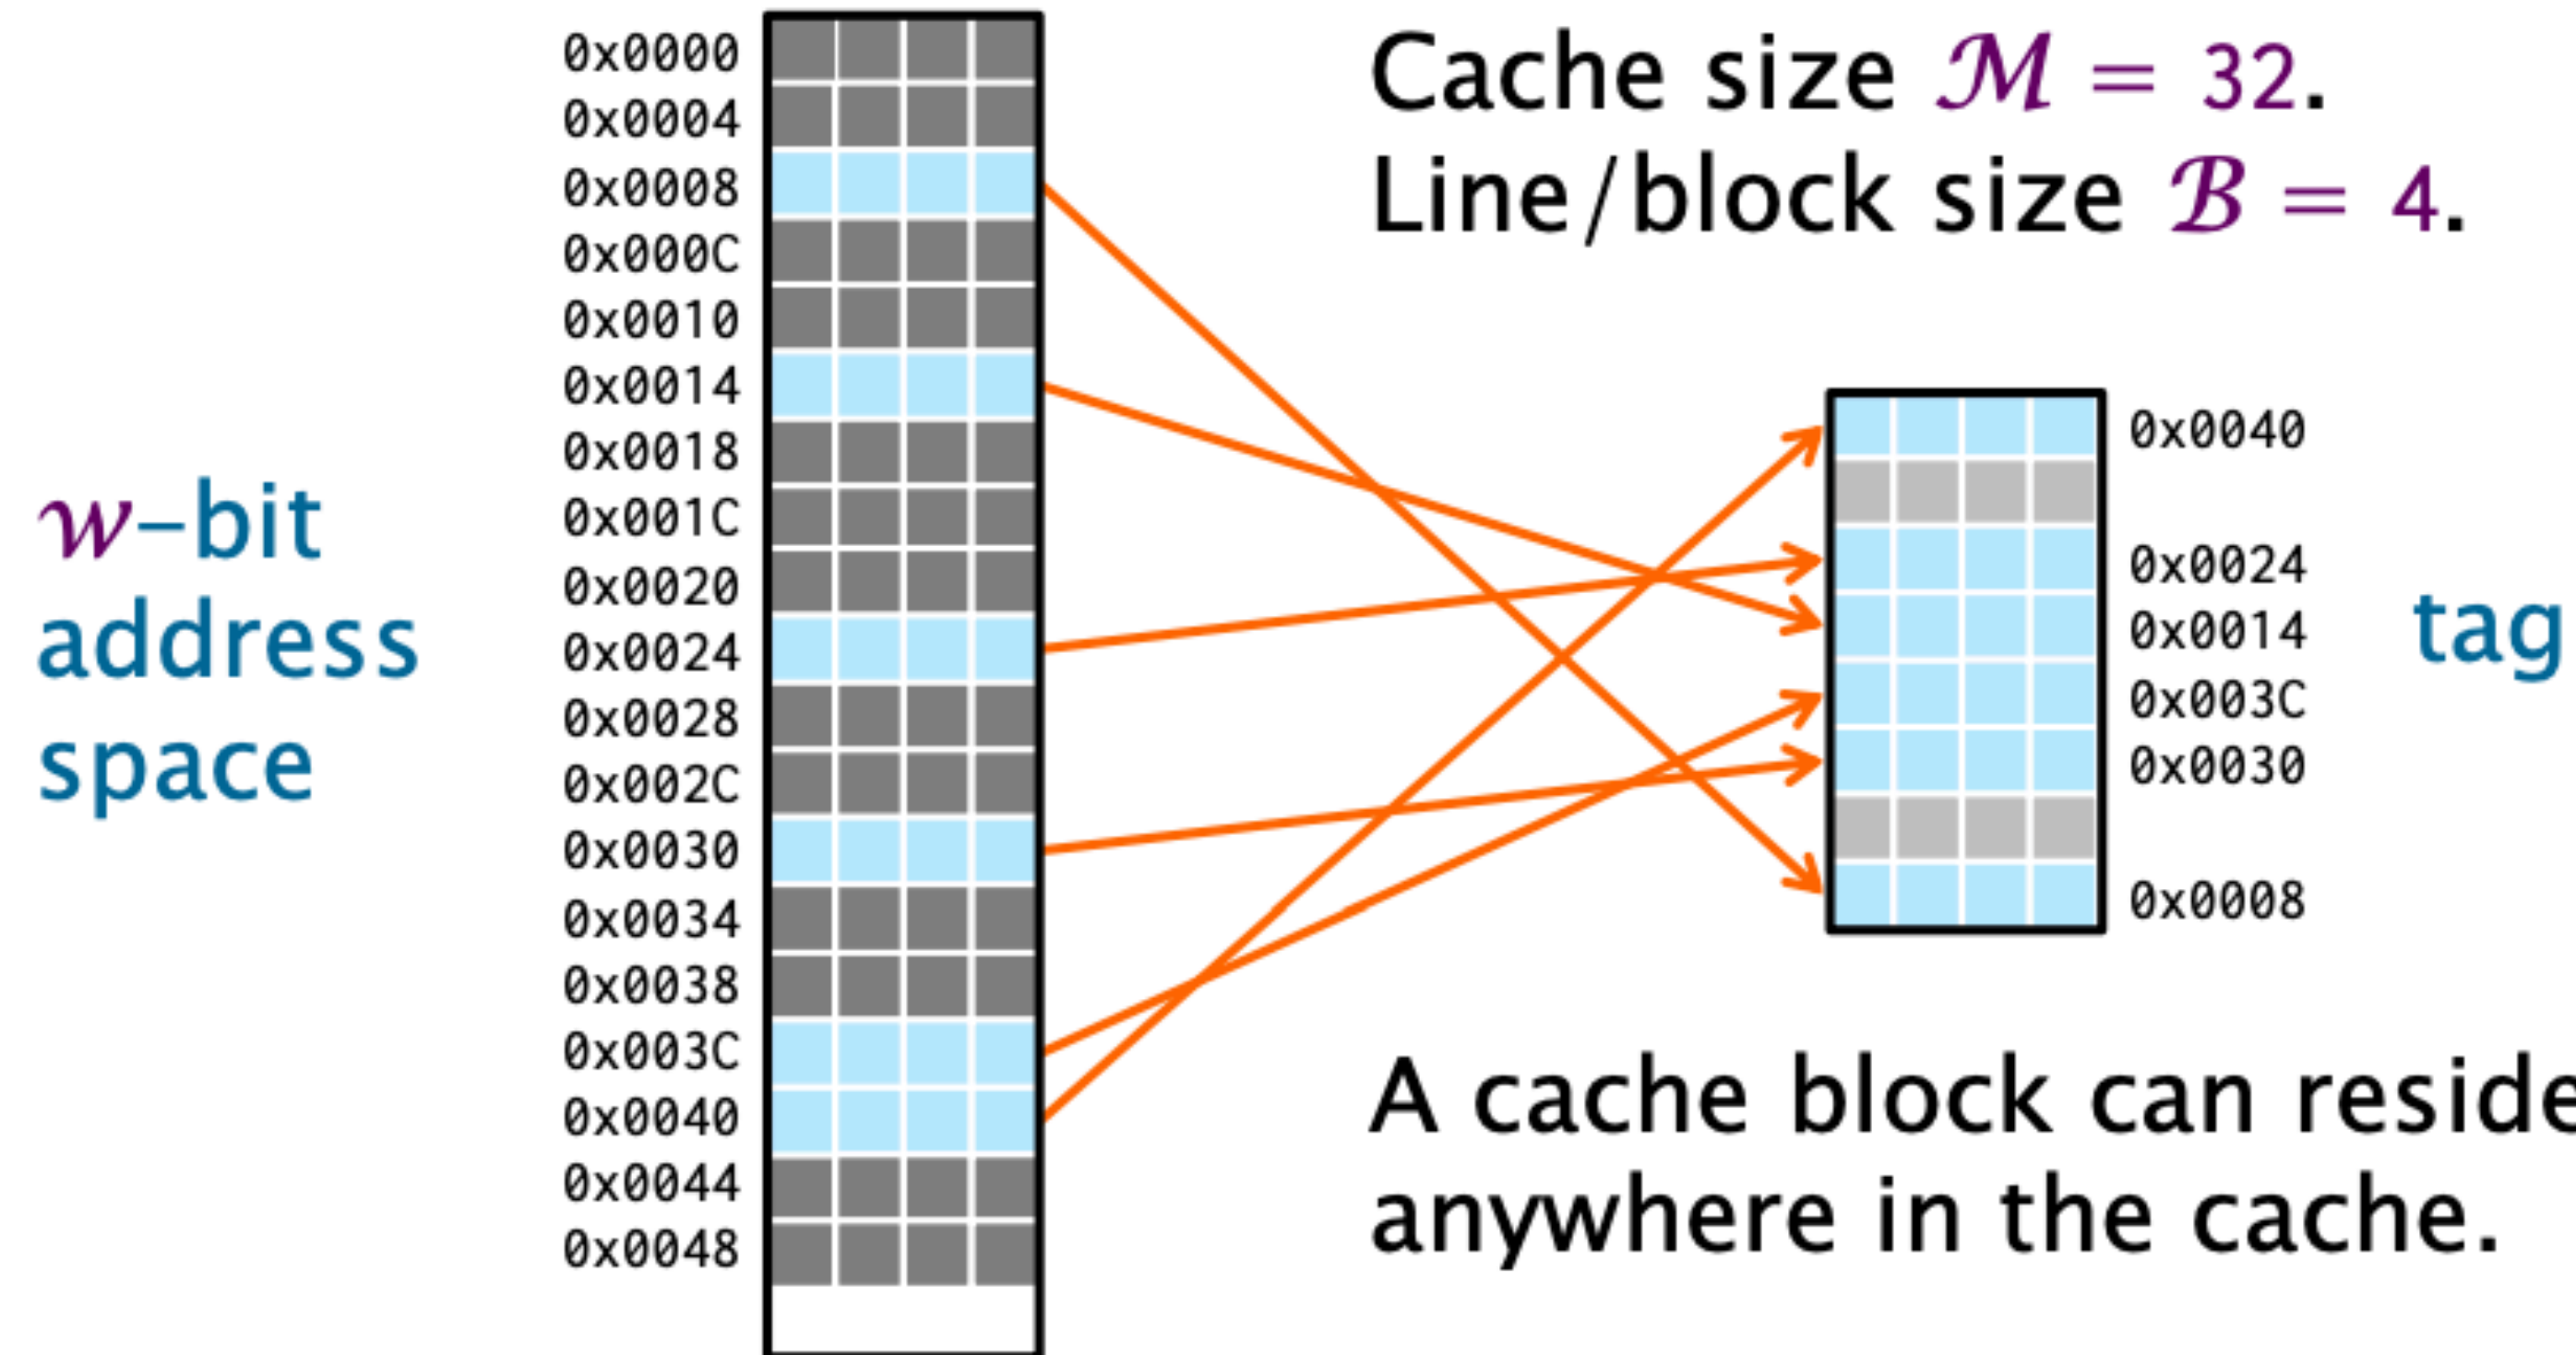 Cache size M = 32.
Line/block size B = 4.
w-bit
address
space
0x0000
0x0004
0x0008
0x000C
0x0010
0x0014
0x0018
0x001C
0x0020
0x0024
0x0028
0x002C
0x0030
0x0034
0x0038
0x003C
0x0040
0x0044
0x0048
0x0040
0x0024
0x0014
0x003C
0x0030
0x0008
tag
A cache block can reside
anywhere in the cache.